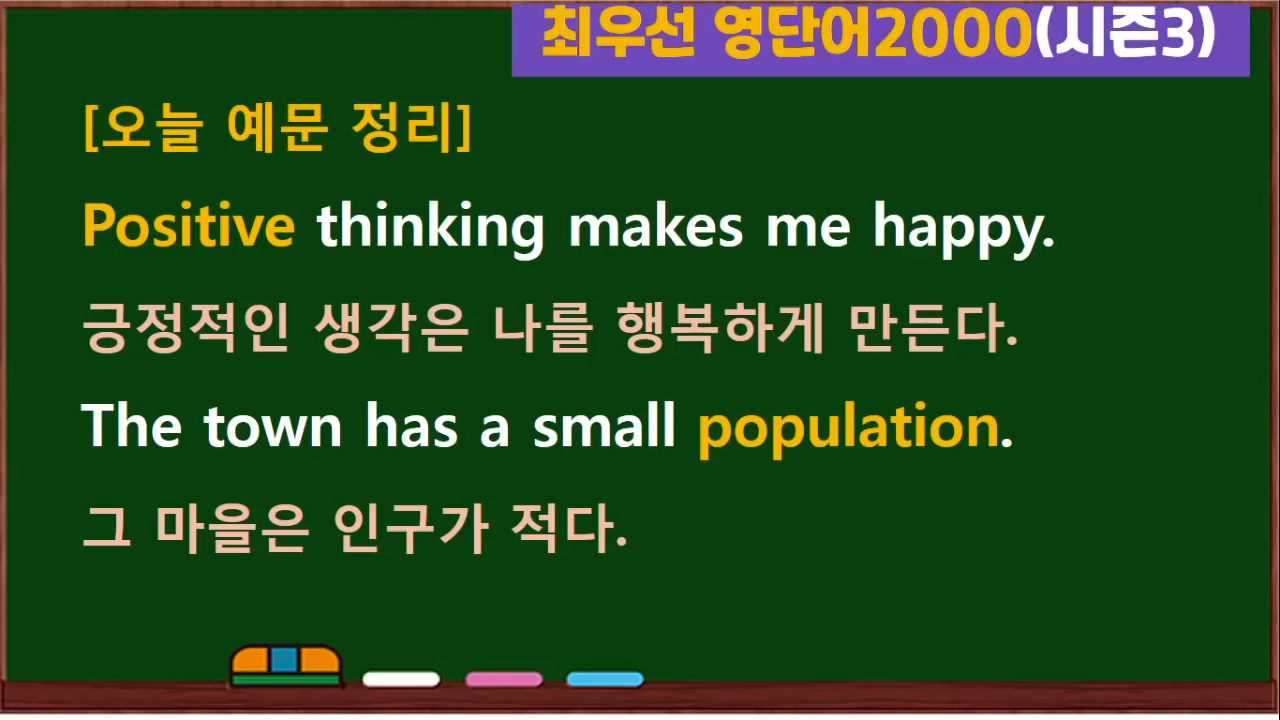 최우선 영단어2000(시즌3)
[오늘 예문 정리]
Positive thinking makes me happy.
긍정적인 생각은 나를 행복하게 만든다.
The town has a small population.
그 마을은 인구가 적다.